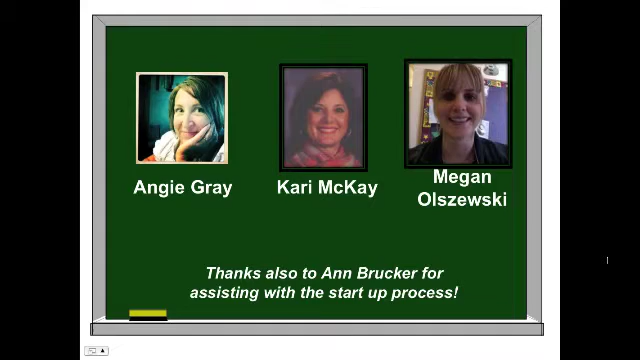 Angie Gray
Kari McKay
Megan
Olszewski
Thanks also to Ann Brucker for
assisting with the start up process!